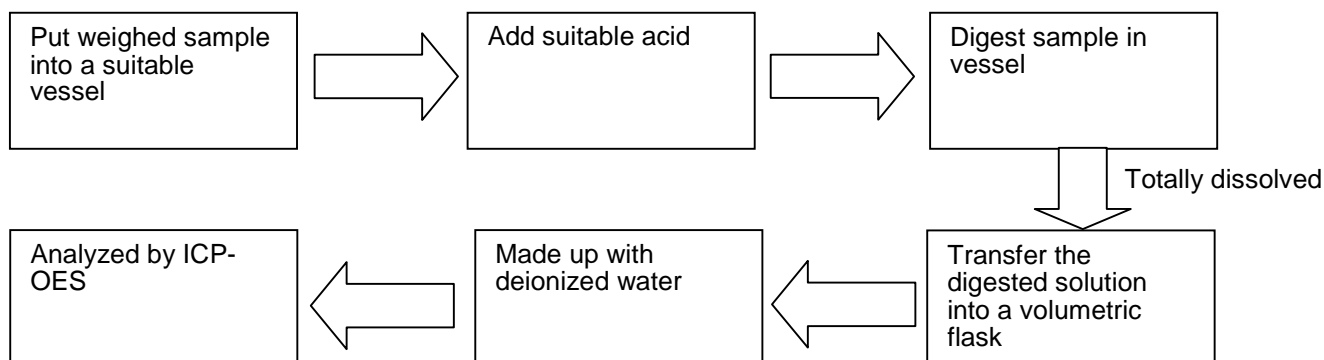 Put weighed sample
into a suitable
vessel
Add suitable acid
Digest sample in
vessel
Totally dissolved
Transfer the
digested solution
into a volumetric
flask
Made up with
deionized water
Analyzed by ICP-
OES